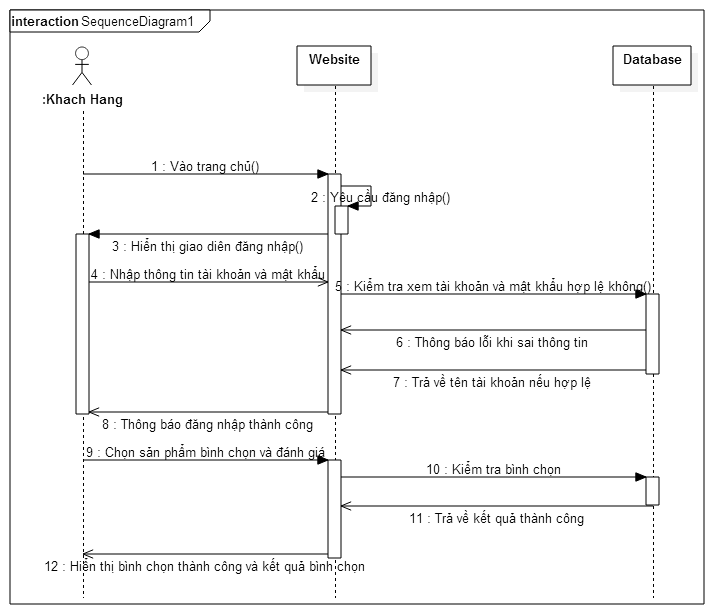 interaction SequenceDiagram1
Website
Database
:Khach Hang
1 : Vào trang chủ()
2 : Yêu cầu đăng nhập()
3 : Hiển thị giao diên đăng nhập()
4 : Nhập thông tin tài khoản và mật khẩu
5 : Kiểm tra xem tài khoản và mật khẩu hợp lệ không()
6 : Thông báo lỗi khi sai thông tin
7 : Trả về tên tài khoản nếu hợp lệ
8 : Thông báo đăng nhập thành công
9 : Chọn sản phẩm bình chọn và đánh giá
10 : Kiểm tra bình chọn
11 : Trả về kết quả thành công
12 : Hiển thị bình chọn thành công và kết quả bình chọn